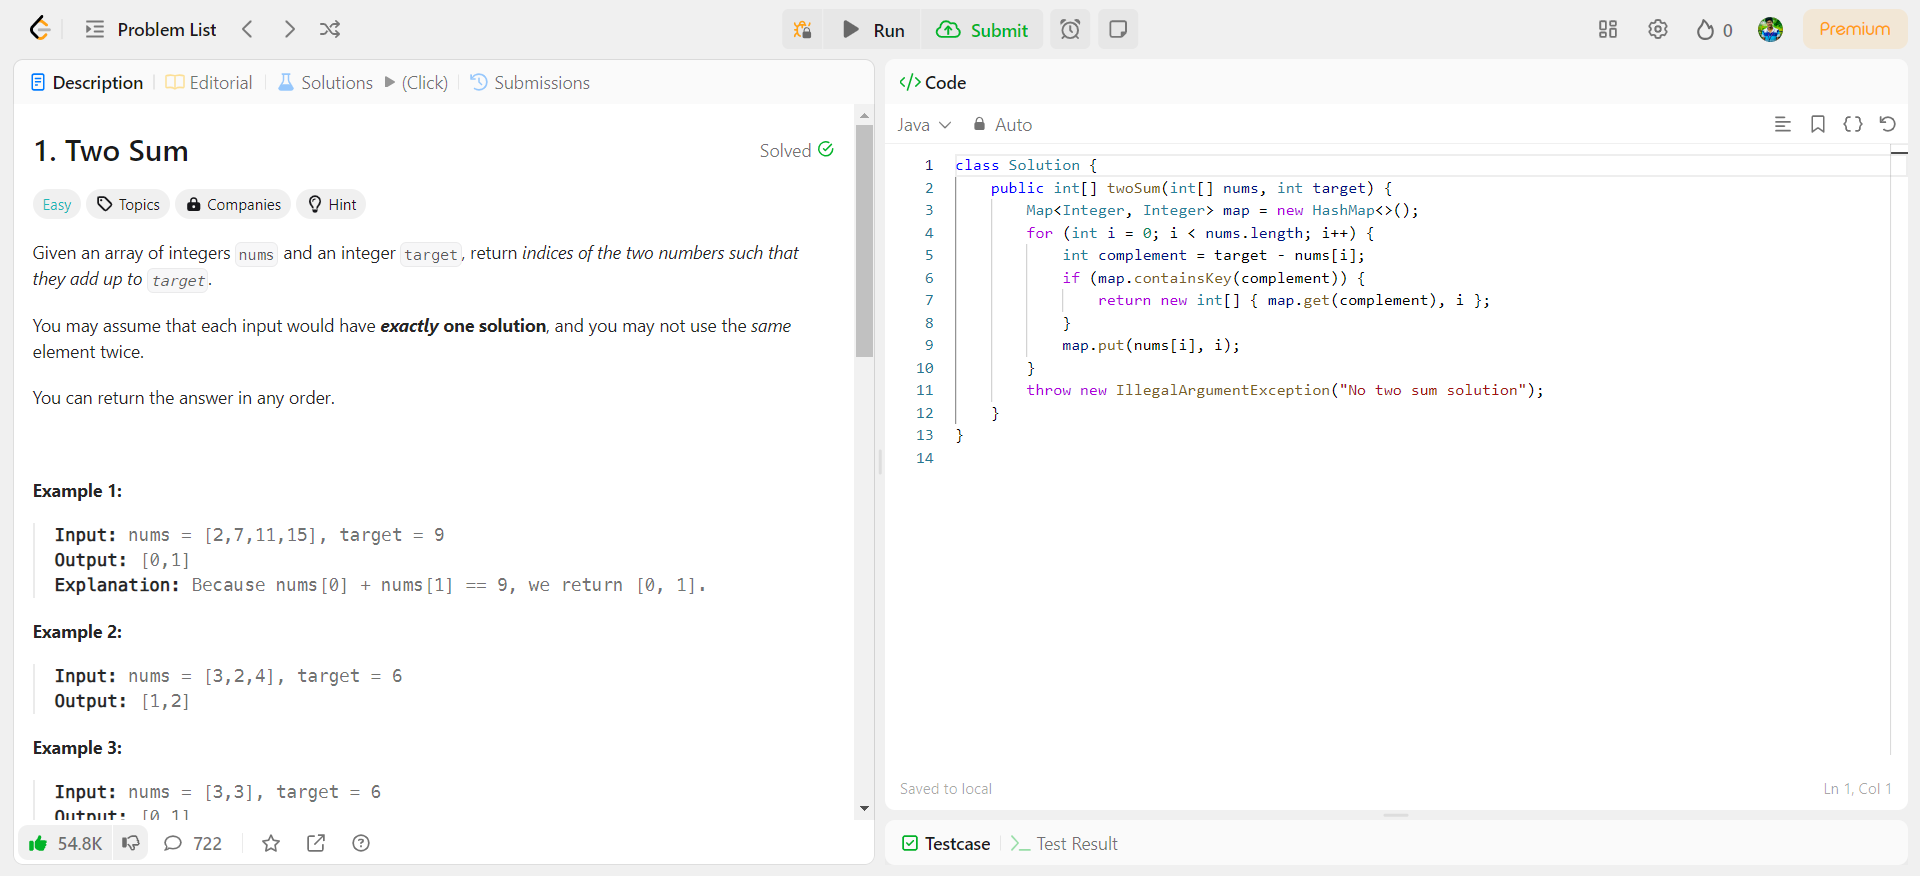 Problem List
Run
Submit
0
Premium
Description
Editorial
Solutions
(Click)
Submissions
1. Two Sum
Solved
Easy
Topics
Companies
Hint
Given an array of integers nums and an integer target, return indices of the two numbers such that
they add up to target.
You may assume that each input would have exactly one solution, and you may not use the same
element twice.
You can return the answer in any order.
Example 1:
Input: nums = [2,7,11,15], target = 9
Output: [0,1]
Explanation: Because nums[0] + nums[1] == 9, we return [0, 1].
Example 2:
Input: nums = [3,2,4], target = 6
Output: [1,2]
Example 3:
Input: nums = [3,3], target = 6
Output: [0,1]
54.8K
722
</> Code
Java
Auto
1 class Solution {
2     public int[] twoSum(int[] nums, int target) {
3         Map<Integer, Integer> map = new HashMap<>();
4         for (int i = 0; i < nums.length; i++) {
5             int complement = target - nums[i];
6             if (map.containsKey(complement)) {
7                 return new int[] { map.get(complement), i };
8             }
9             map.put(nums[i], i);
10         }
11         throw new IllegalArgumentException("No two sum solution");
12     }
13 }
14
Saved to local
Ln 1, Col 1
Testcase
Test Result